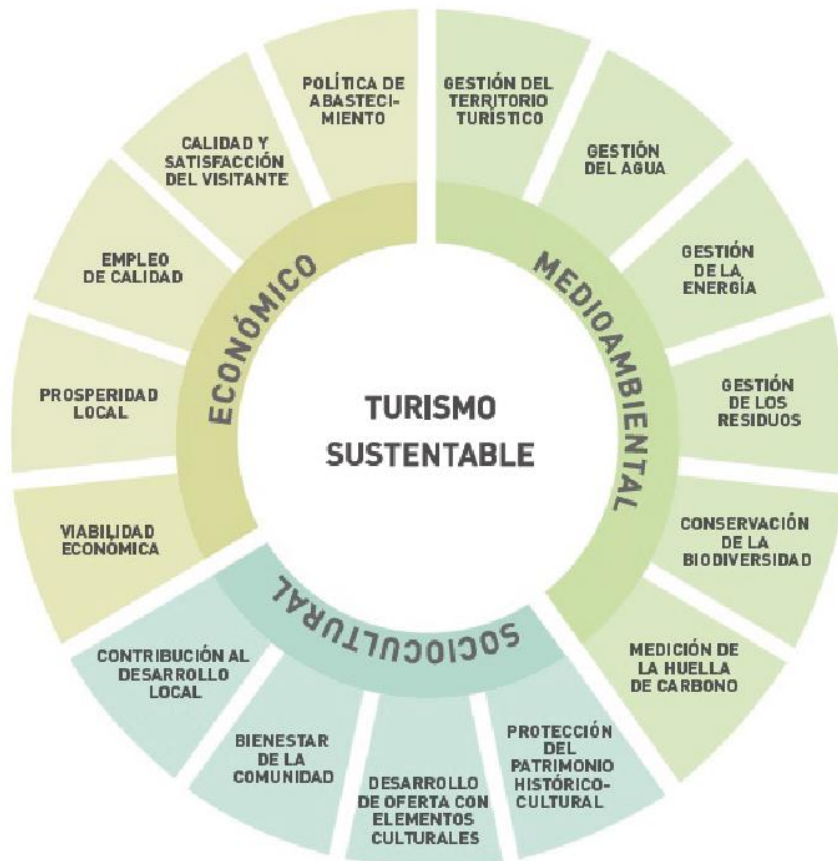 TURISMO
SUSTENTABLE
MEDIOAMBIENTAL
GESTIÓN DEL
TERRITORIO
TURÍSTICO
GESTIÓN
DEL AGUA
GESTIÓN
DE LA
ENERGÍA
GESTIÓN
DE LOS
RESIDUOS
CONSERVACIÓN
DE LA
BIODIVERSIDAD
MEDICIÓN DE
LA HUELLA
DE CARBONO
SOCIOCULTURAL
PROTECCIÓN
DEL
PATRIMONIO
HISTÓRICO-
CULTURAL
DESARROLLO
DE OFERTA CON
ELEMENTOS
CULTURALES
BIENESTAR
DE LA
COMUNIDAD
CONTRIBUCIÓN AL
DESARROLLO
LOCAL
ECONÓMICO
VIABILIDAD
ECONÓMICA
PROSPERIDAD
LOCAL
EMPLEO
DE CALIDAD
CALIDAD Y
SATISFACCIÓN
DEL VISITANTE
POLÍTICA DE
ABASTECI-
MIENTO